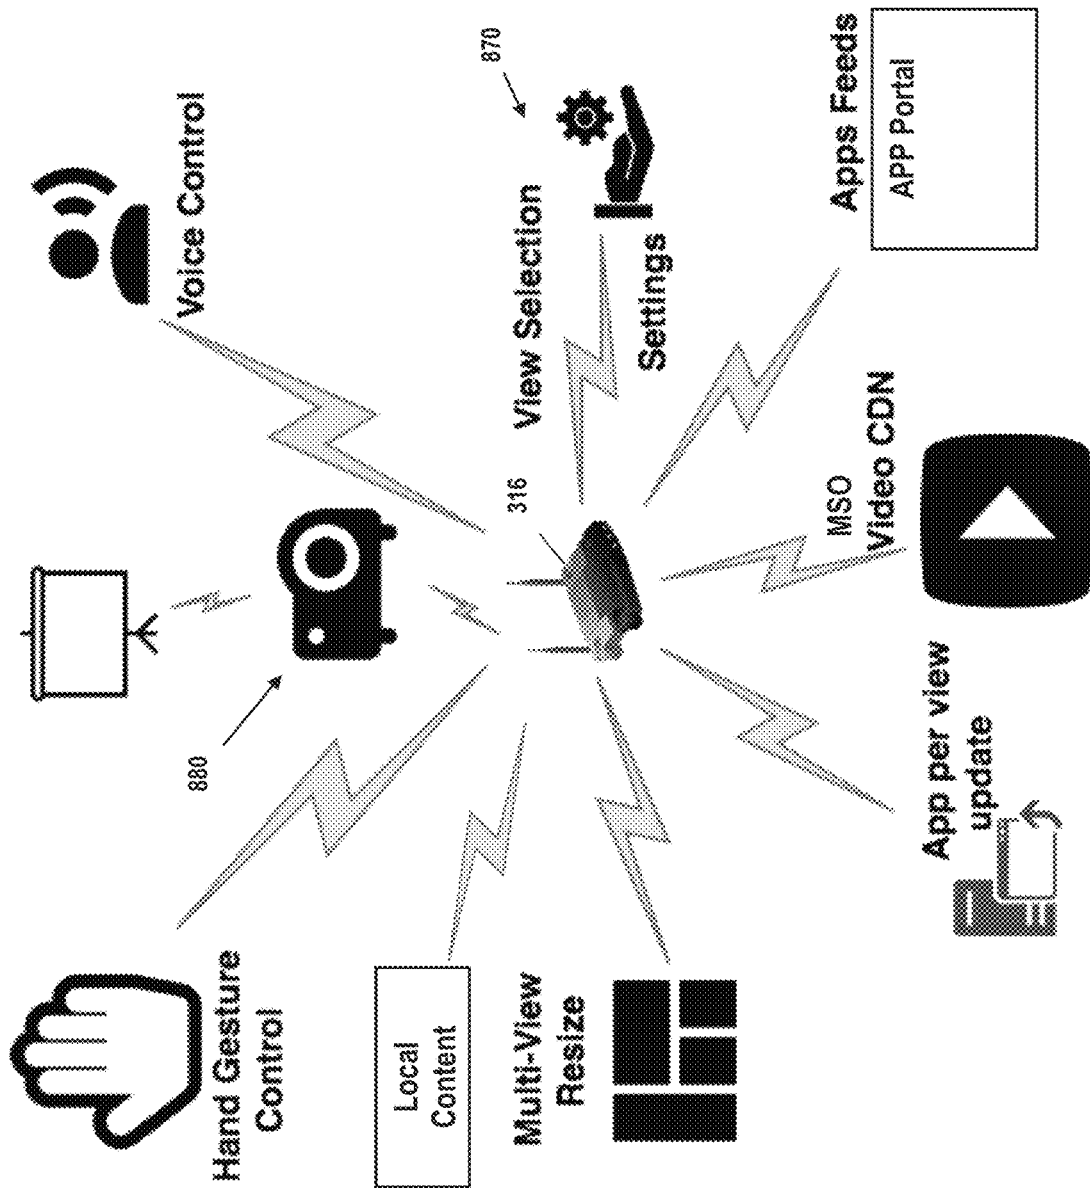 Voice Control
880
Hand Gesture
Control
Local
Content
870
316
Multi-View
Resize
View Selection
Settings
MSO
Video CDN
Apps Feeds
APP Portal
App per view
update